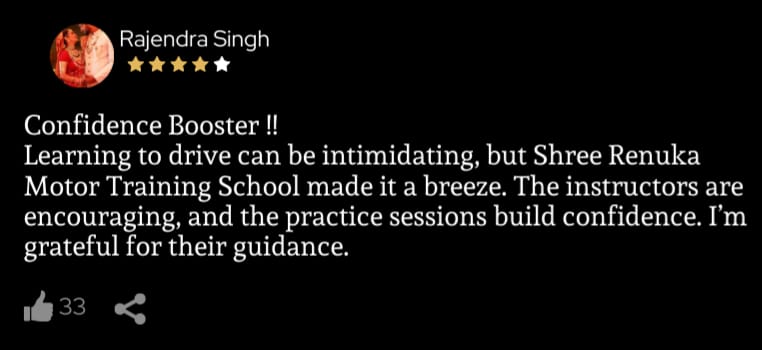 Rajendra Singh
Confidence Booster !!
Learning to drive can be intimidating, but Shree Renuka
Motor Training School made it a breeze. The instructors are
encouraging, and the practice sessions build confidence. I’m
grateful for their guidance.
33